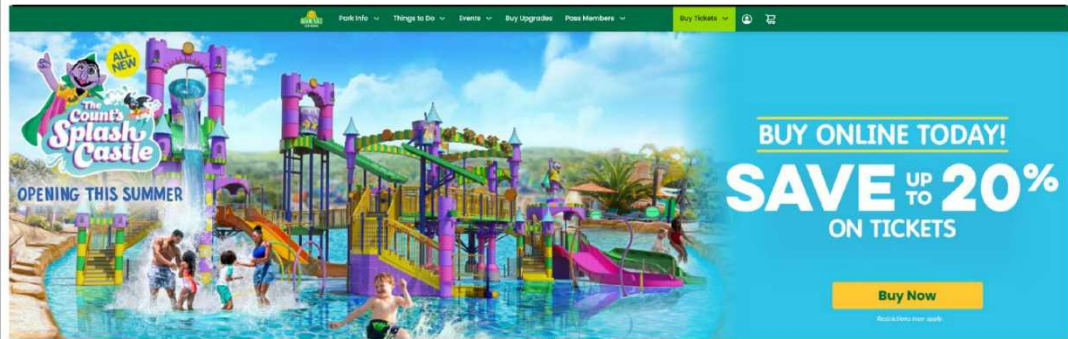 Park Info
Things to Do
Events
Buy Upgrades
Pass Members
Buy Tickets
ALL
NEW
The
Count's
Splash
Castle
OPENING THIS SUMMER
BUY ONLINE TODAY!
SAVE UP TO 20%
ON TICKETS
Buy Now
Restrictions may apply.